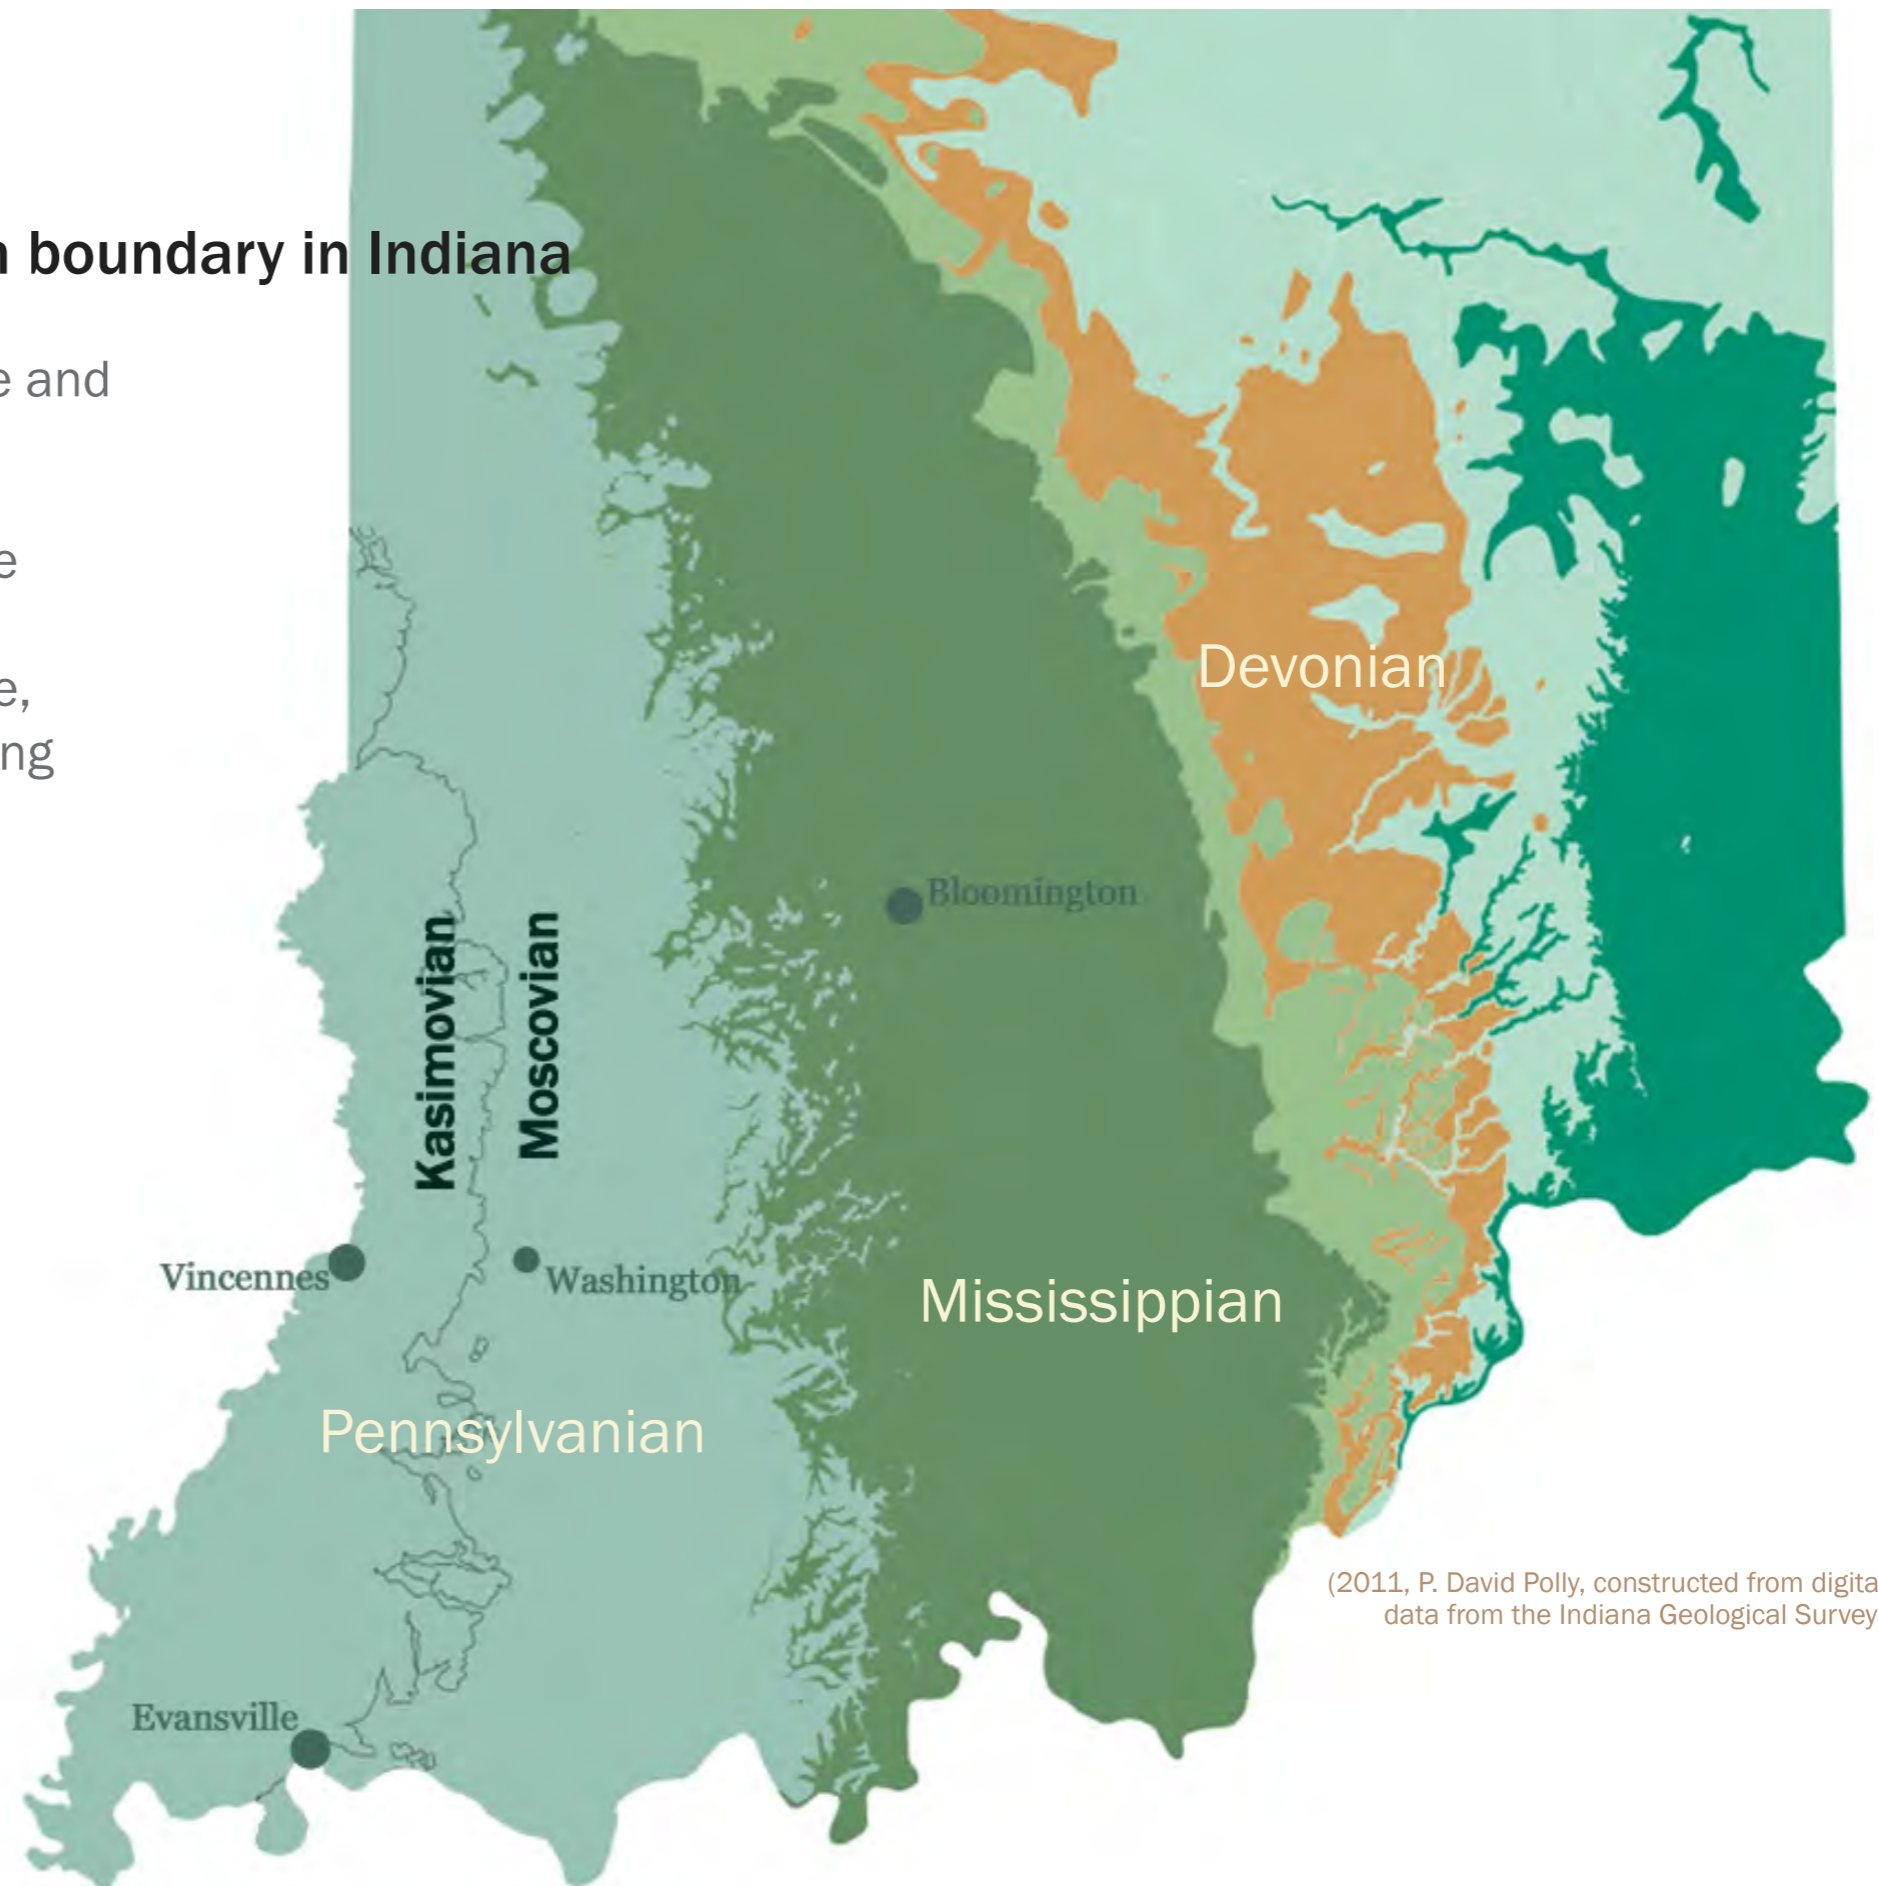 n boundary in Indiana
e and
e
e,
ng
Devonian
Bloomington
Kasimovian
Moscovian
Vincennes
Washington
Mississippian
Pennsylvanian
(2011, P. David Polly, constructed from digita
data from the Indiana Geological Survey
Evansville